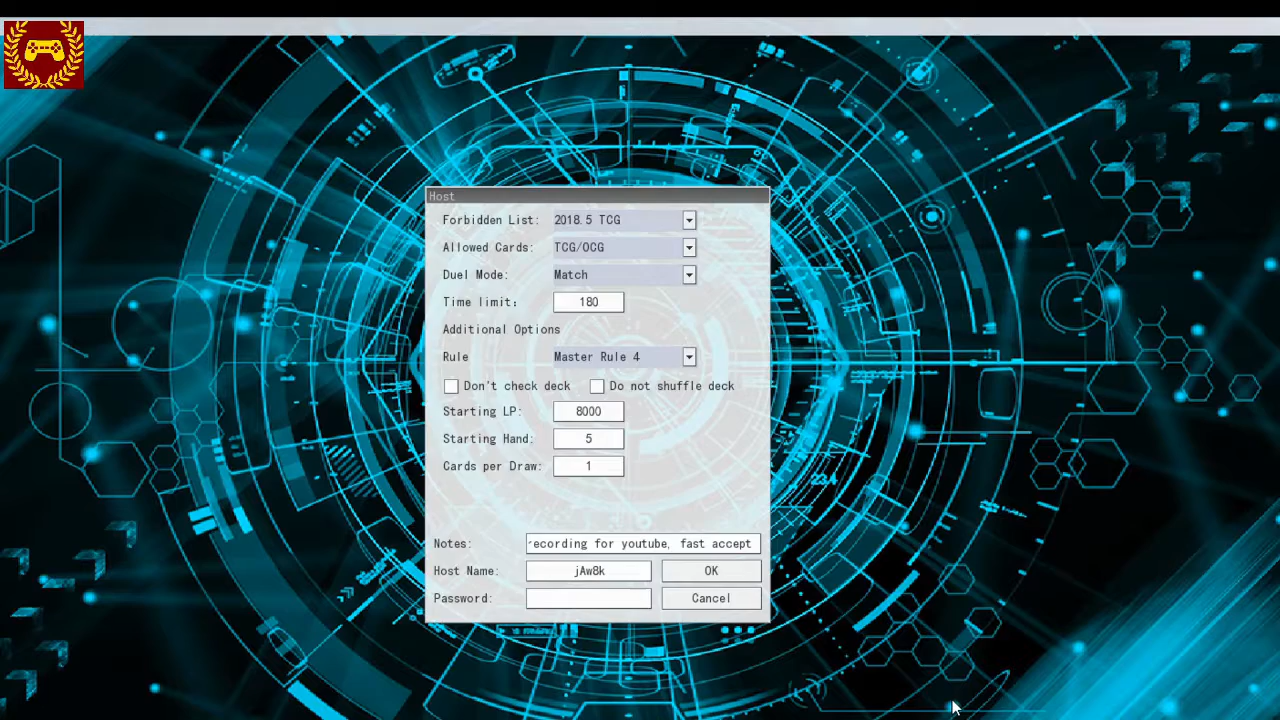 Host
Forbidden List: 2018.5 TCG
Allowed Cards: TCG/OCG
Duel Mode: Match
Time limit: 180
Additional Options
Rule Master Rule 4
Don't check deck Do not shuffle deck
Starting LP: 8000
Starting Hand: 5
Cards per Draw: 1
Notes: recording for youtube, fast accept
Host Name: jAw8k OK
Password: Cancel
234